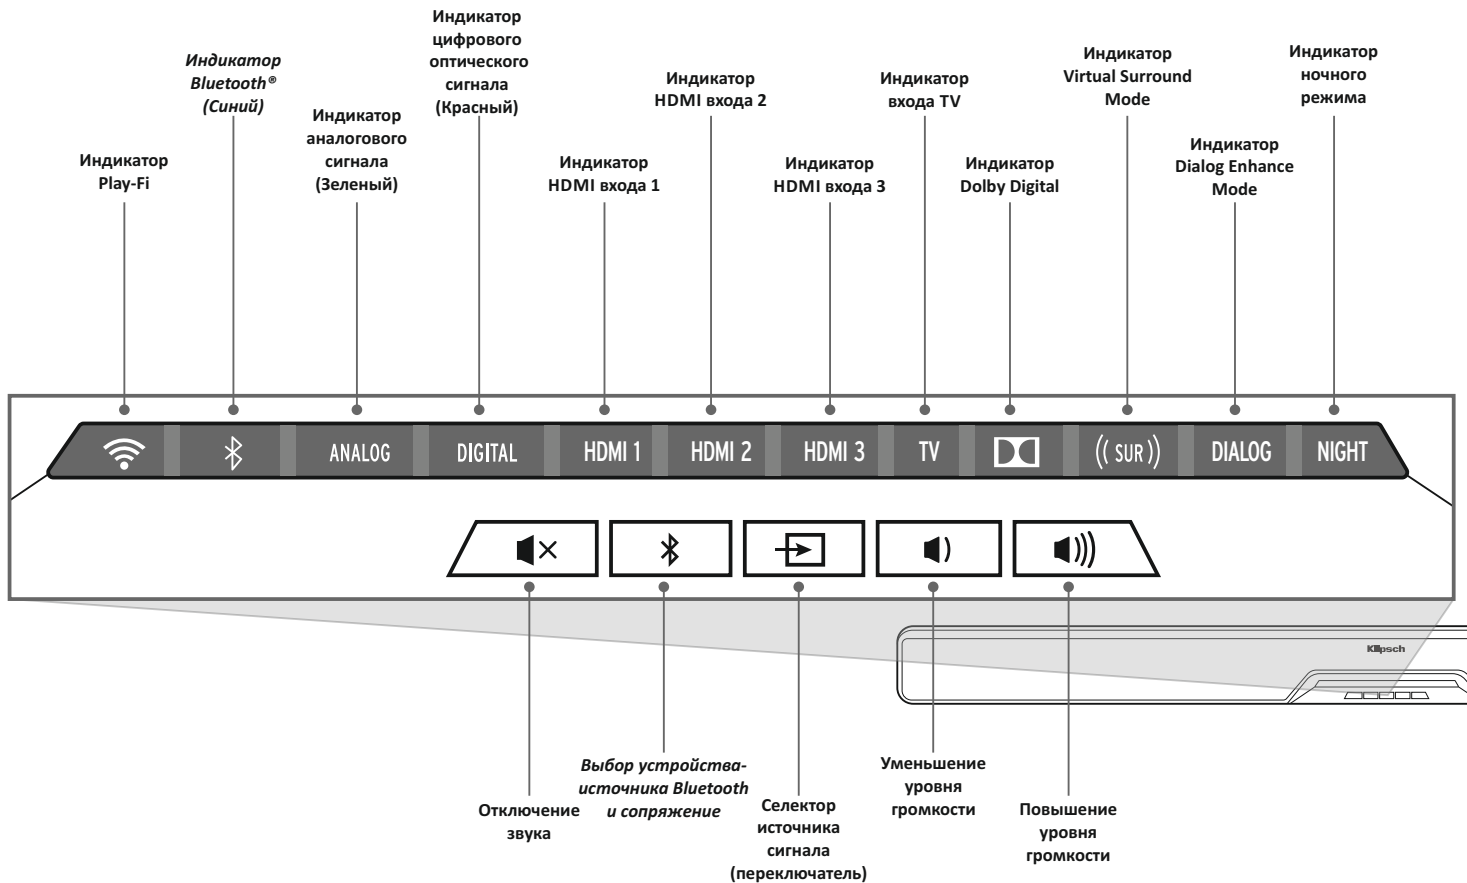 Индикатор
Play-Fi
Индикатор
Bluetooth®
(Синий)
Индикатор
аналогового
сигнала
(Зеленый)
Индикатор
цифрового
оптического
сигнала
(Красный)
Индикатор
HDMI входа 1
Индикатор
HDMI входа 2
Индикатор
HDMI входа 3
Индикатор
входа TV
Индикатор
Dolby Digital
Индикатор
Virtual Surround
Mode
Индикатор
Dialog Enhance
Mode
Индикатор
ночного
режима
ANALOG
DIGITAL
HDMI 1
HDMI 2
HDMI 3
TV
((SUR))
DIALOG
NIGHT
Klipsch
Отключение
звука
Выбор устройства-
источника Bluetooth
и сопряжение
Селектор
источника
сигнала
(переключатель)
Уменьшение
уровня
громкости
Повышение
уровня
громкости